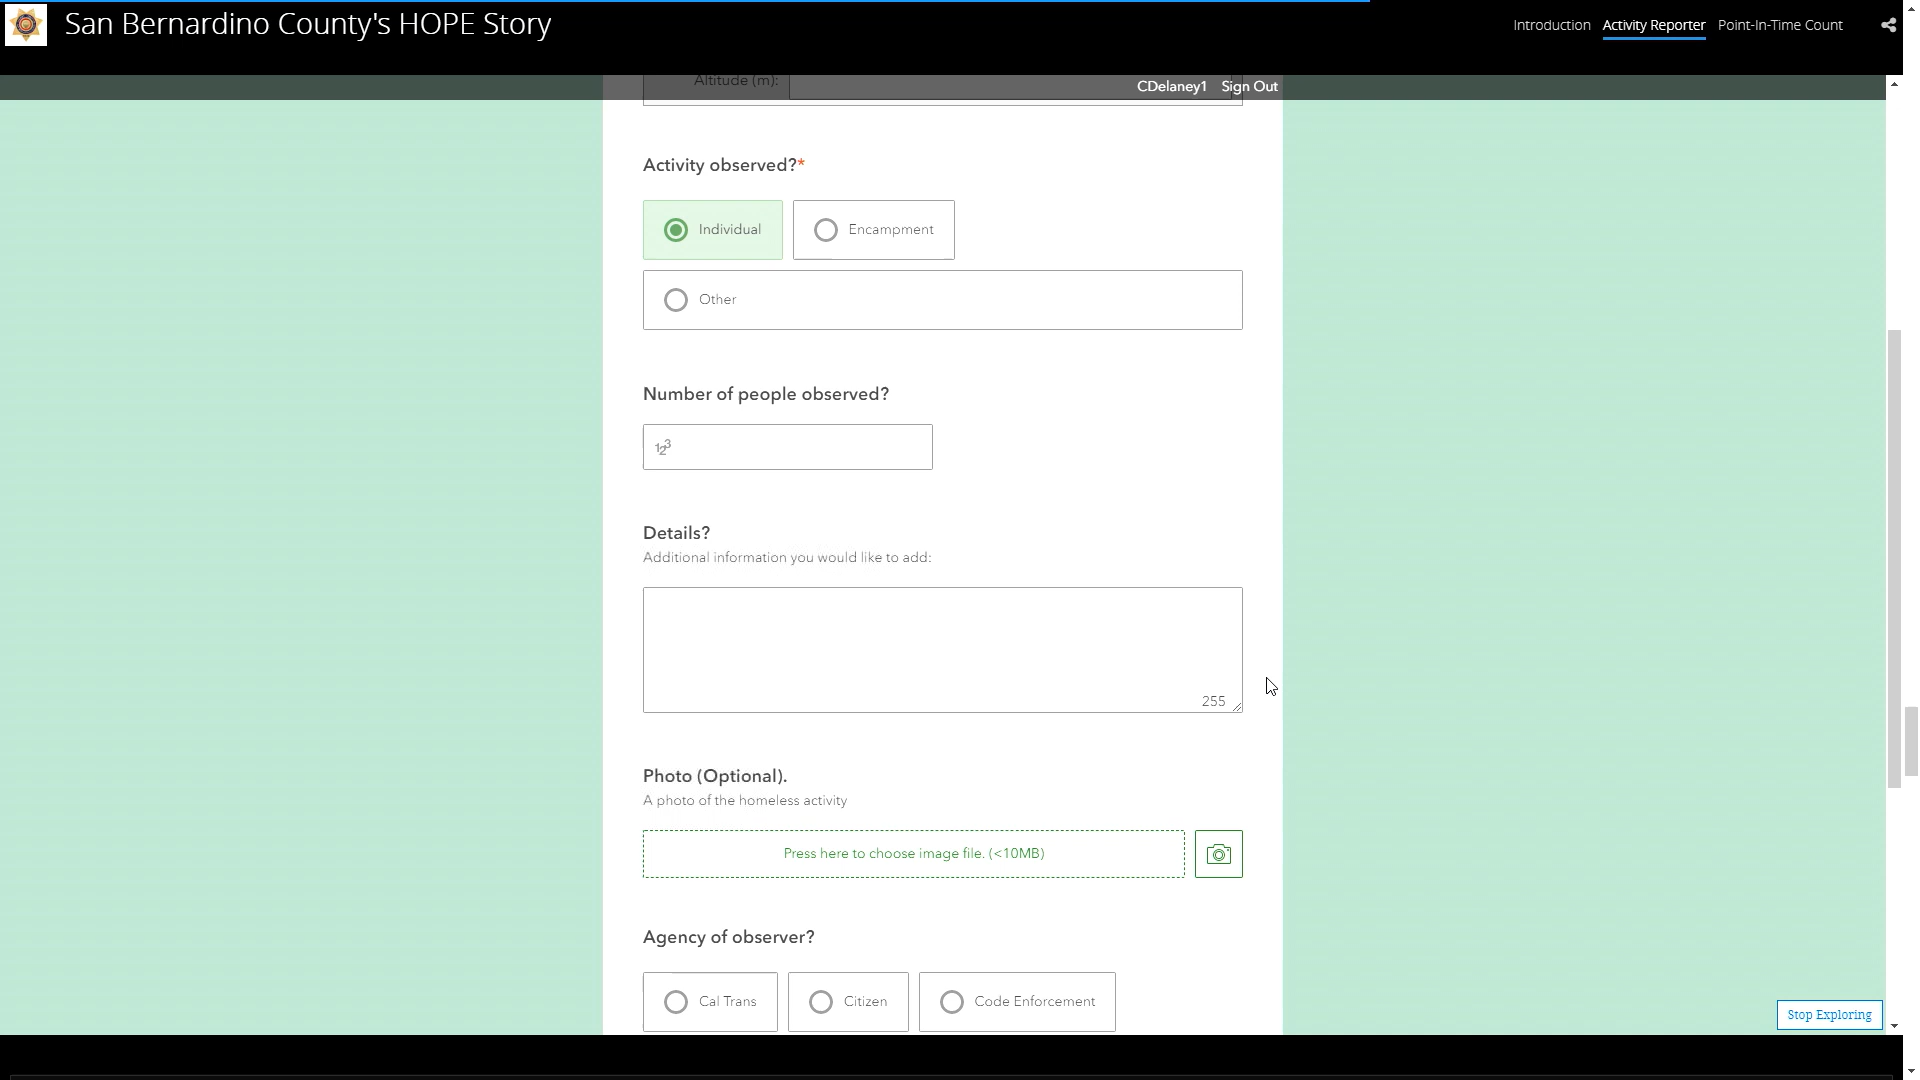 San Bernardino County's HOPE Story
Introduction Activity Reporter Point-In-Time Count
Altitude (m):
CDelaney1 Sign Out
Activity observed?*
Individual Encampment
Other
Number of people observed?
123
Details?
Additional information you would like to add:
255
Photo (Optional).
A photo of the homeless activity
Press here to choose image file. (<10MB)
Agency of observer?
Cal Trans Citizen Code Enforcement
Stop Exploring